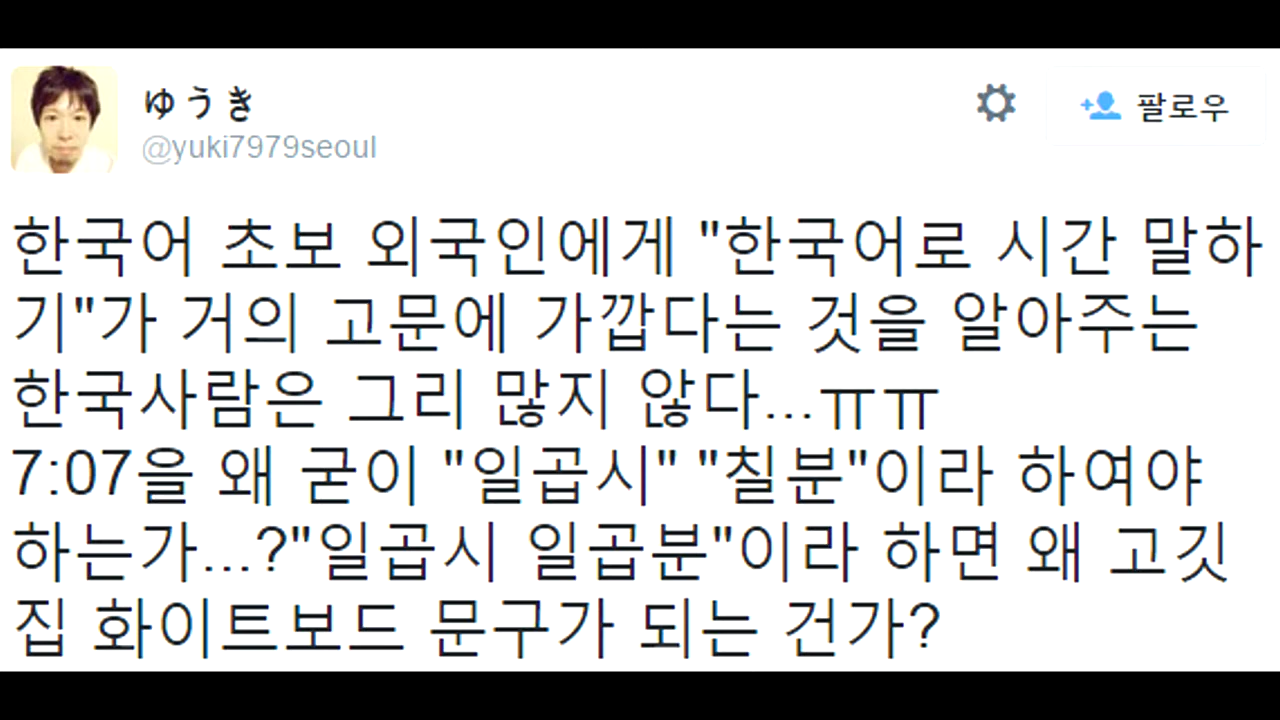 ゆうき
@yuki7979seoul
팔로우
한국어 초보 외국인에게 "한국어로 시간 말하
기"가 거의 고문에 가깝다는 것을 알아주는
한국사람은 그리 많지 않다...ㅠㅠ
7:07을 왜 굳이 "일곱시" "칠분"이라 하여야
하는가...?"일곱시 일곱분"이라 하면 왜 고깃
집 화이트보드 문구가 되는 건가?